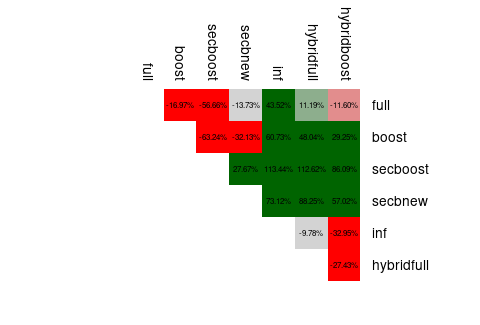 full boost secboost secbnew inf hybridfull hybridboost
-16.97% -56.66% -13.73% 43.52% 11.19% -11.60% full
-63.24% -32.13% 60.73% 48.04% 29.25% boost
27.67% 113.44% 112.62% 86.09% secboost
73.12% 88.25% 57.02% secbnew
-9.78% -32.95% inf
-27.43% hybridfull